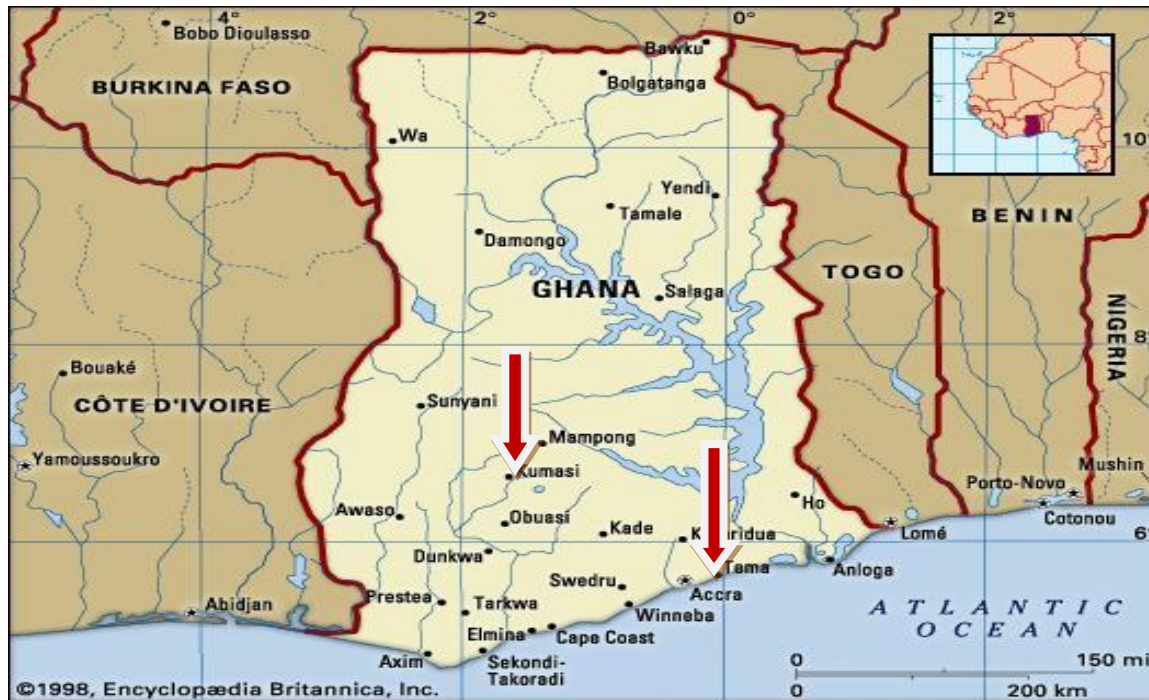 4°
2°
0°
2°
Bobo Dioulasso
Bawku
Bolgatanga
BURKINA FASO
Wa
10°
Yendi
Tamale
BENIN
Damongo
TOGO
GHANA
Salaga
NIGERIA
8°
Bouaké
CÔTE D'IVOIRE
Sunyani
Mampong
Yamoussoukro
Kumasi
Mushin
Porto-Novo
Ho
Awaso
Obuasi
Cotonou
Kade
Lomé
6°
Dunkwa
Tama
Anloga
Swedru
Accra
Abidjan
Prestea
Tarkwa
Winneba
ATLANTIC
OCEAN
Elmina
Cape Coast
Axim
Sekondi-
Takoradi
0 150 mi
0 200 km
©1998, Encyclopædia Britannica, Inc.